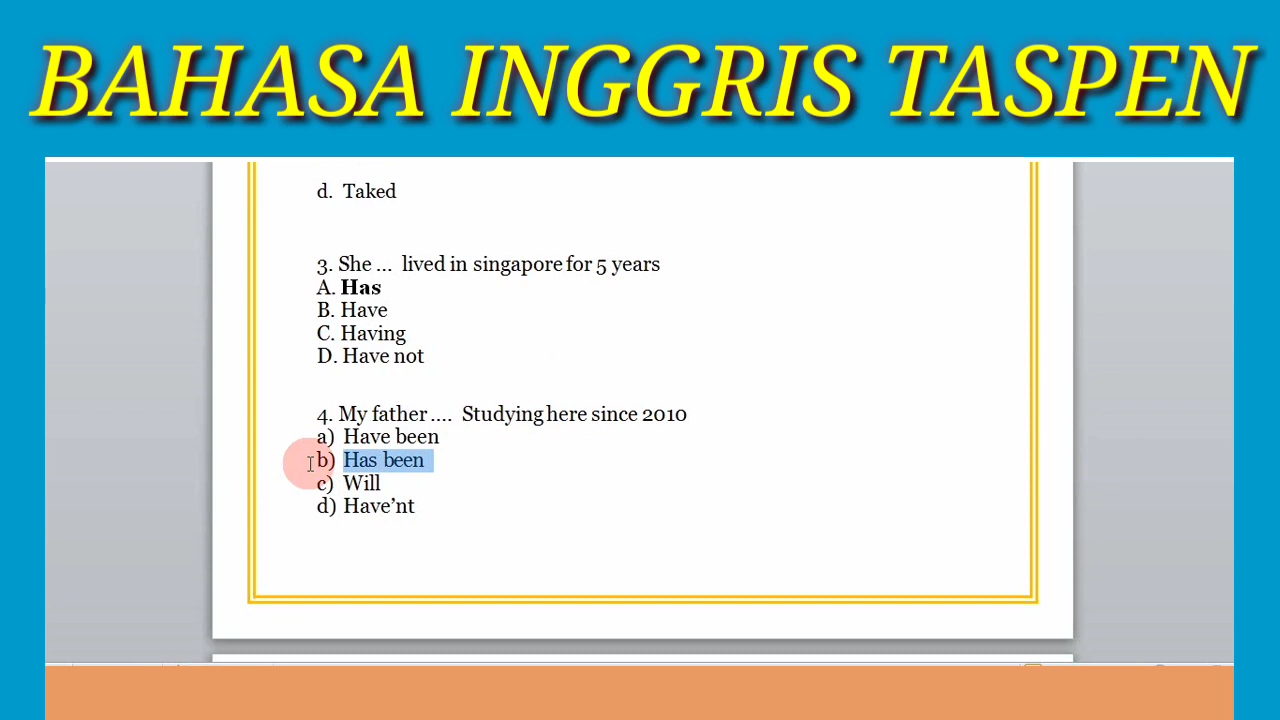 BAHASA INGGRIS TASPEN
d. Taked
3. She ... lived in singapore for 5 years
A. Has
B. Have
C. Having
D. Have not
4. My father .... Studying here since 2010
a) Have been
b) Has been
c) Will
d) Have’nt